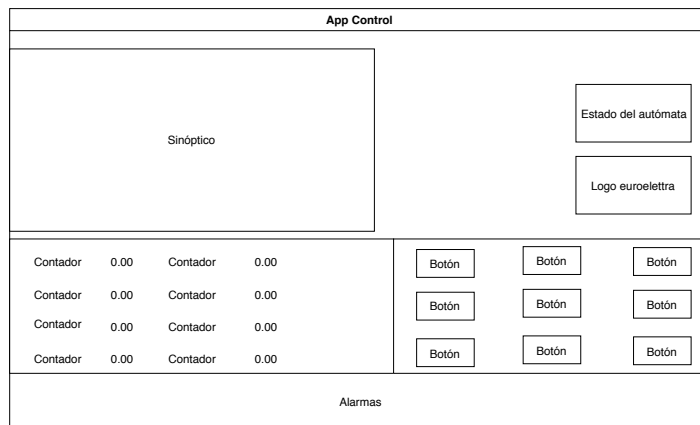 App Control
Sinóptico
Estado del autómata
Logo euroelettra
Contador 0.00 Contador 0.00
Contador 0.00 Contador 0.00
Contador 0.00 Contador 0.00
Contador 0.00 Contador 0.00
Botón Botón Botón
Botón Botón Botón
Botón Botón Botón
Alarmas